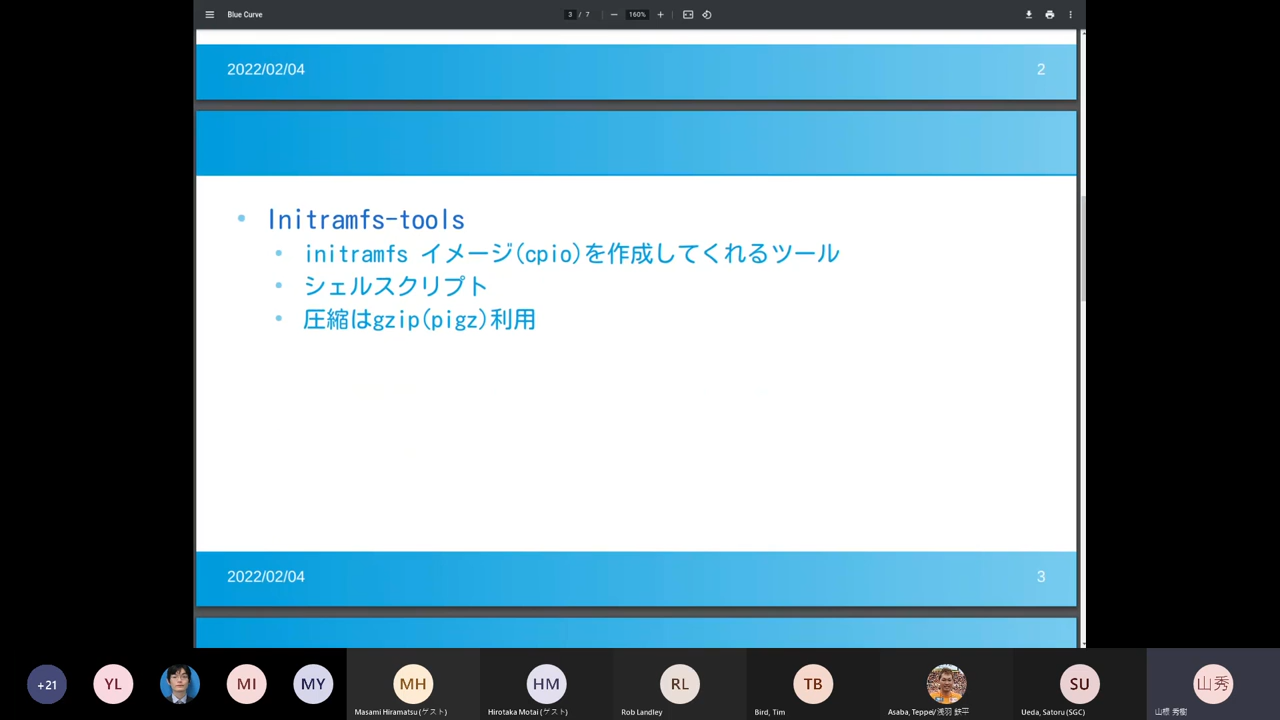 Blue Curve
3 / 7
160%
2022/02/04
2
Initramfs-tools
initramfs イメージ(cpio)を作成してくれるツール
シェルスクリプト
圧縮はgzip(pigz)利用
2022/02/04
3
+21
YL
MI
MY
MH
HM
RL
TB
SU
山秀
Masami Hiramatsu (ゲスト)
Hirotaka Motai (ゲスト)
Rob Landley
Bird, Tim
Asaba, Teppei/浅羽 鉄平
Ueda, Satoru (SGC)
山根 秀樹